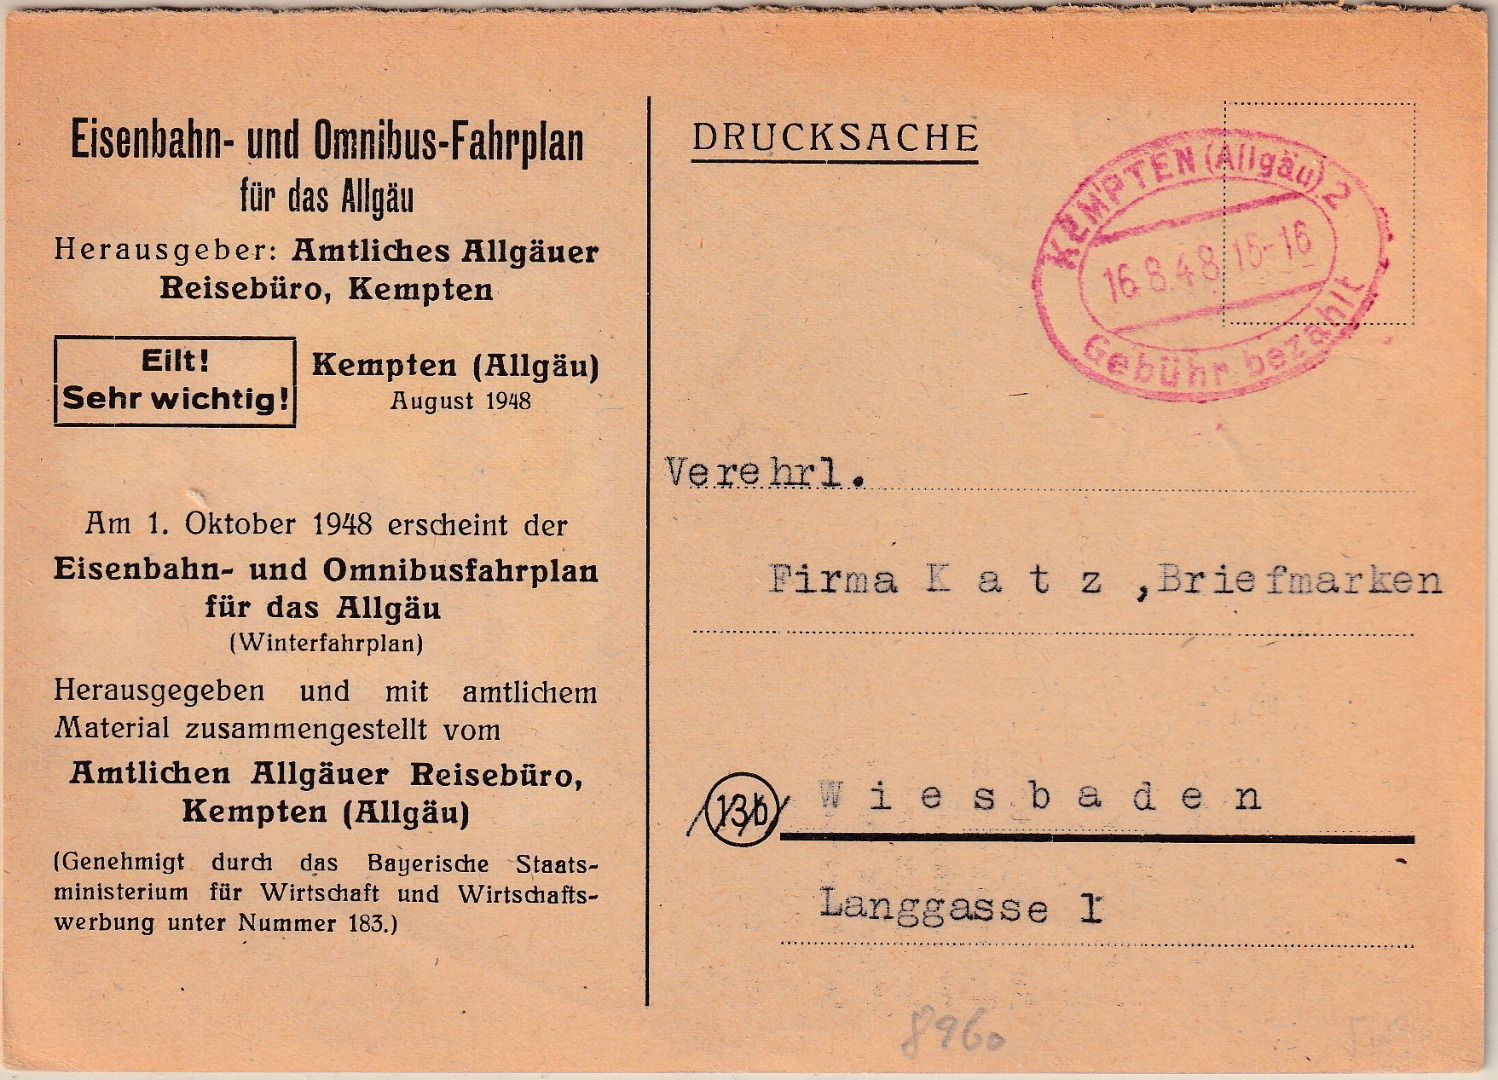 Eisenbahn- und Omnibus-Fahrplan
für das Allgäu
Herausgeber: Amtliches Allgäuer
Reisebüro, Kempten
Eilt!
Sehr wichtig!
Kempten (Allgäu)
August 1948
Am 1. Oktober 1948 erscheint der
Eisenbahn- und Omnibusfahrplan
für das Allgäu
(Winterfahrplan)
Herausgegeben und mit amtlichem
Material zusammengestellt vom
Amtlichen Allgäuer Reisebüro,
Kempten (Allgäu)
(Genehmigt durch das Bayerische Staats-
ministerium für Wirtschaft und Wirtschafts-
werbung unter Nummer 183.)
DRUCKSACHE
KEMPTEN (Allgäu) 2
16.8.48 15-16
Gebühr bezahlt
Verehrl.
Firma K a t z ,Briefmarken
13b
W i e s b a d e n
Langgasse 1
8960